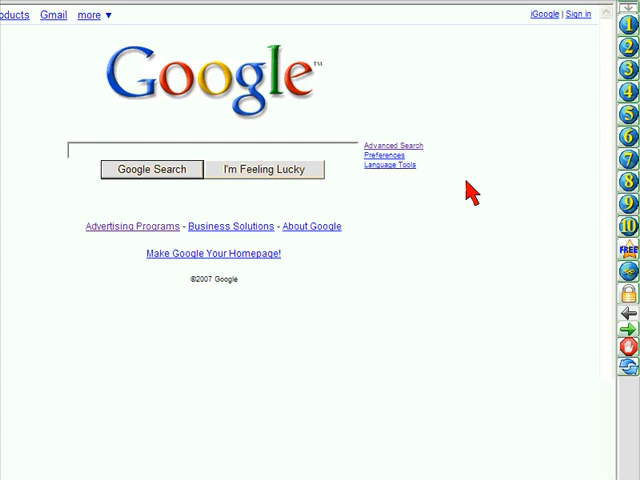 oducts Gmail more ▼ iGoogle | Sign in
Google™
Advanced Search
Preferences
Language Tools
Google Search I'm Feeling Lucky
Advertising Programs - Business Solutions - About Google
Make Google Your Homepage!
©2007 Google
1
2
3
4
5
6
7
8
9
10
FREE